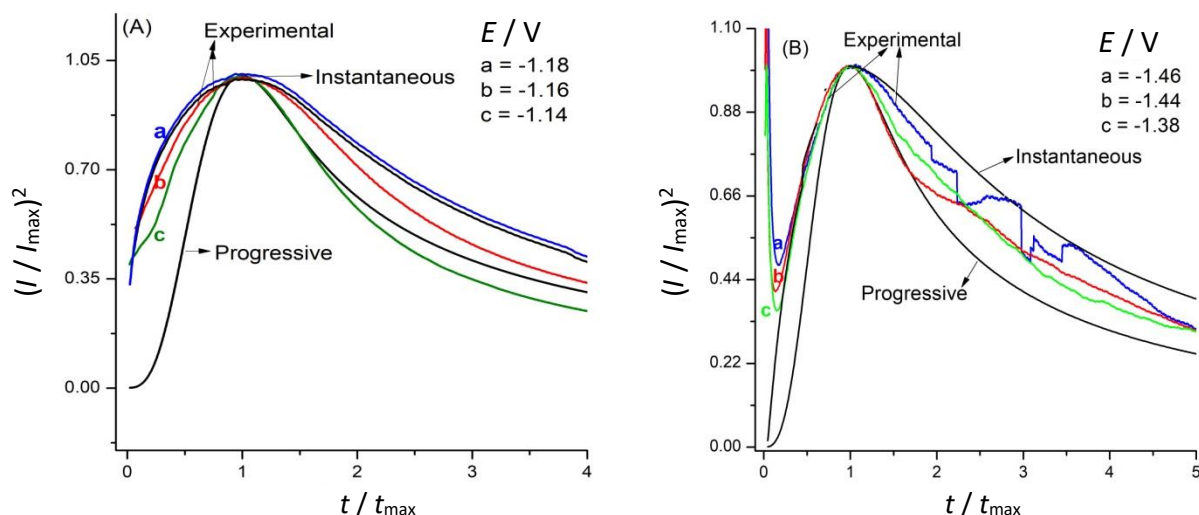 (A)
Experimental
Instantaneous
E / V
a = -1.18
b = -1.16
c = -1.14
a
b
c
Progressive
1.05
0.70
0.35
0.00
(I / Imax)²
0
1
2
3
4
t / tmax
(B)
Experimental
E / V
a = -1.46
b = -1.44
c = -1.38
Instantaneous
a
b
c
Progressive
1.10
0.88
0.66
0.44
0.22
0.00
(I / Imax)²
0
1
2
3
4
5
t / tmax